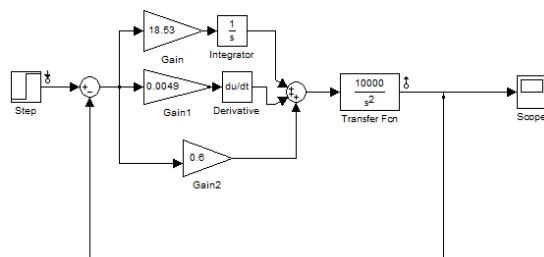 18.53
1
s
Gain
Integrator
Step
+
-
0.0049
du/dt
Gain1
Derivative
+
+
+
10000
s2
Transfer Fcn
Scope
0.6
Gain2